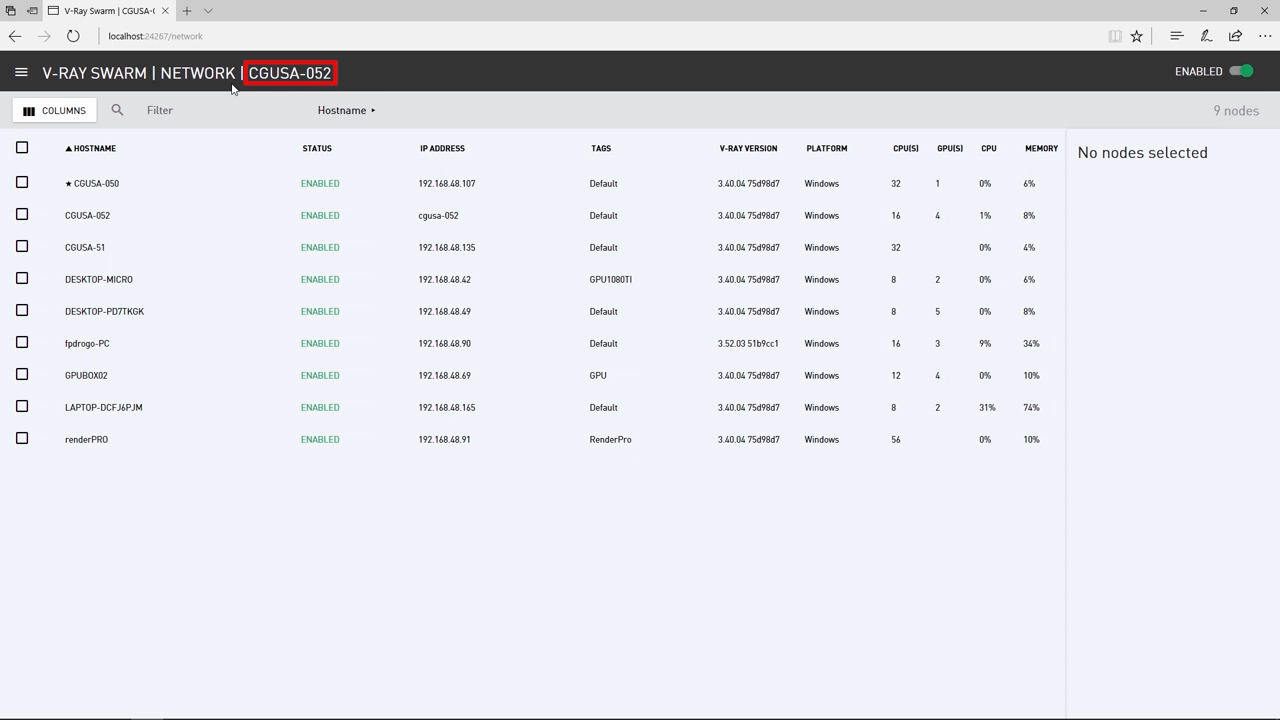 V-Ray Swarm | CGUSA-(
localhost:24267/network
V-RAY SWARM | NETWORK | CGUSA-052
ENABLED
COLUMNS
Filter
Hostname
9 nodes
▲ HOSTNAME STATUS IP ADDRESS TAGS V-RAY VERSION PLATFORM CPU(S) GPU(S) CPU MEMORY
★ CGUSA-050 ENABLED 192.168.48.107 Default 3.40.04 75d98d7 Windows 32 1 0% 6%
CGUSA-052 ENABLED cgusa-052 Default 3.40.04 75d98d7 Windows 16 4 1% 8%
CGUSA-51 ENABLED 192.168.48.135 Default 3.40.04 75d98d7 Windows 32 0% 4%
DESKTOP-MICRO ENABLED 192.168.48.42 GPU1080TI 3.40.04 75d98d7 Windows 8 2 0% 6%
DESKTOP-PD7TKGK ENABLED 192.168.48.49 Default 3.40.04 75d98d7 Windows 8 5 0% 8%
fpdrogo-PC ENABLED 192.168.48.90 Default 3.52.03 51b9cc1 Windows 16 3 9% 34%
GPUBOX02 ENABLED 192.168.48.69 GPU 3.40.04 75d98d7 Windows 12 4 0% 10%
LAPTOP-DCFJ6PJM ENABLED 192.168.48.165 Default 3.40.04 75d98d7 Windows 8 2 31% 74%
renderPRO ENABLED 192.168.48.91 RenderPro 3.40.04 75d98d7 Windows 56 0% 10%
No nodes selected